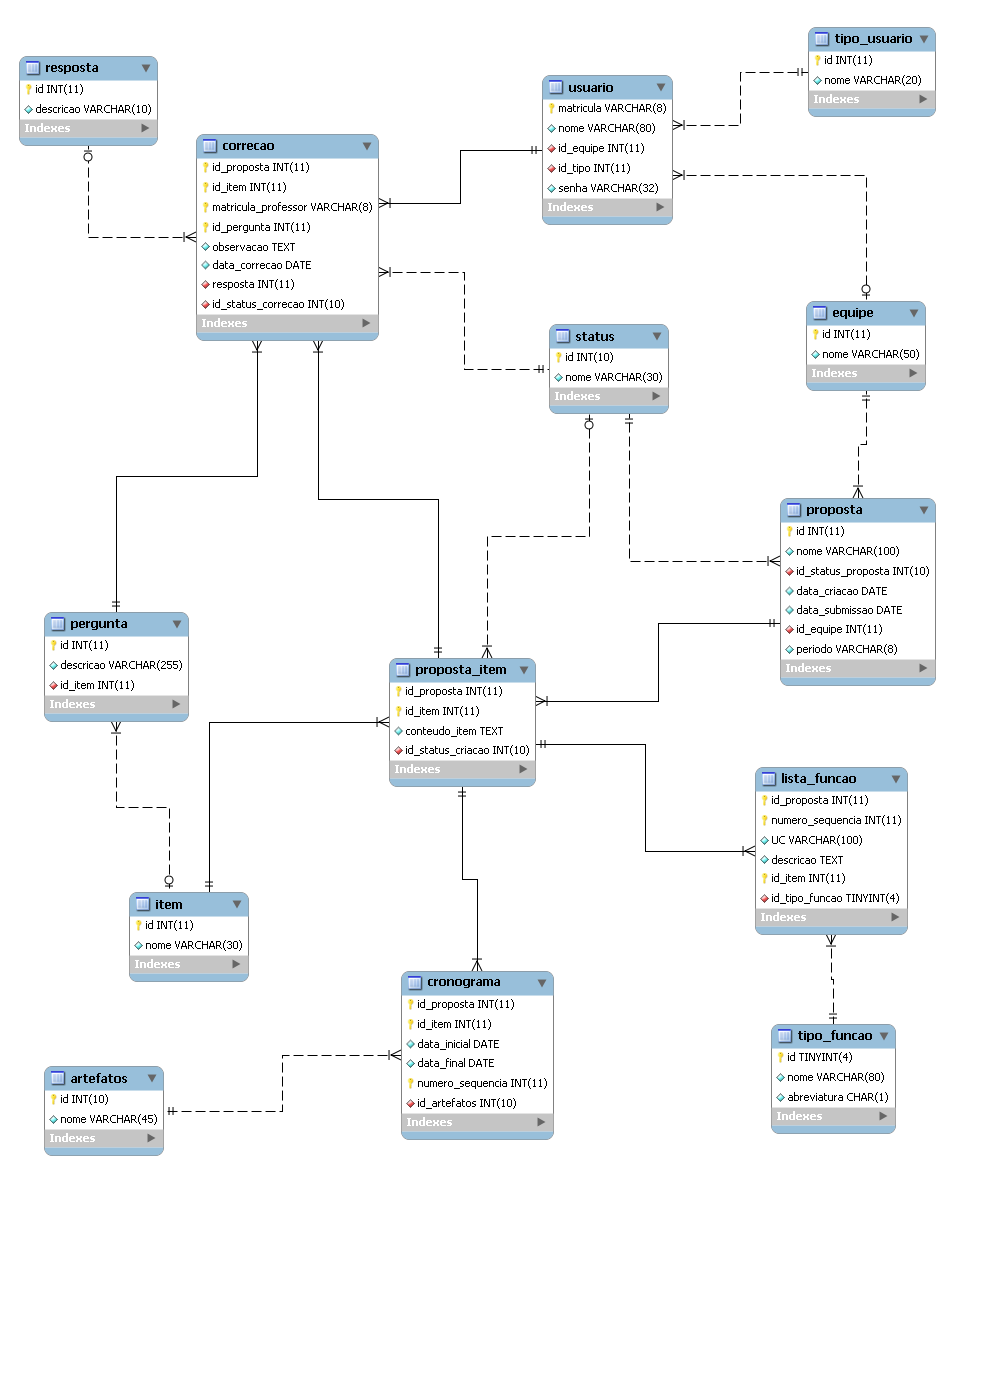 resposta
id INT(11)
descricao VARCHAR(10)
Indexes
correcao
id_proposta INT(11)
id_item INT(11)
matricula_professor VARCHAR(8)
id_pergunta INT(11)
observacao TEXT
data_correcao DATE
resposta INT(11)
id_status_correcao INT(10)
Indexes
usuario
matricula VARCHAR(8)
nome VARCHAR(80)
id_equipe INT(11)
id_tipo INT(11)
senha VARCHAR(32)
Indexes
tipo_usuario
id INT(11)
nome VARCHAR(20)
Indexes
status
id INT(10)
nome VARCHAR(30)
Indexes
equipe
id INT(11)
nome VARCHAR(50)
Indexes
proposta
id INT(11)
nome VARCHAR(100)
id_status_proposta INT(10)
data_criacao DATE
data_submissao DATE
id_equipe INT(11)
periodo VARCHAR(8)
Indexes
pergunta
id INT(11)
descricao VARCHAR(255)
id_item INT(11)
Indexes
proposta_item
id_proposta INT(11)
id_item INT(11)
conteudo_item TEXT
id_status_criacao INT(10)
Indexes
lista_funcao
id_proposta INT(11)
numero_sequencia INT(11)
UC VARCHAR(100)
descricao TEXT
id_item INT(11)
id_tipo_funcao TINYINT(4)
Indexes
item
id INT(11)
nome VARCHAR(30)
Indexes
cronograma
id_proposta INT(11)
id_item INT(11)
data_inicial DATE
data_final DATE
numero_sequencia INT(11)
id_artefatos INT(10)
Indexes
tipo_funcao
id TINYINT(4)
nome VARCHAR(80)
abreviatura CHAR(1)
Indexes
artefatos
id INT(10)
nome VARCHAR(45)
Indexes